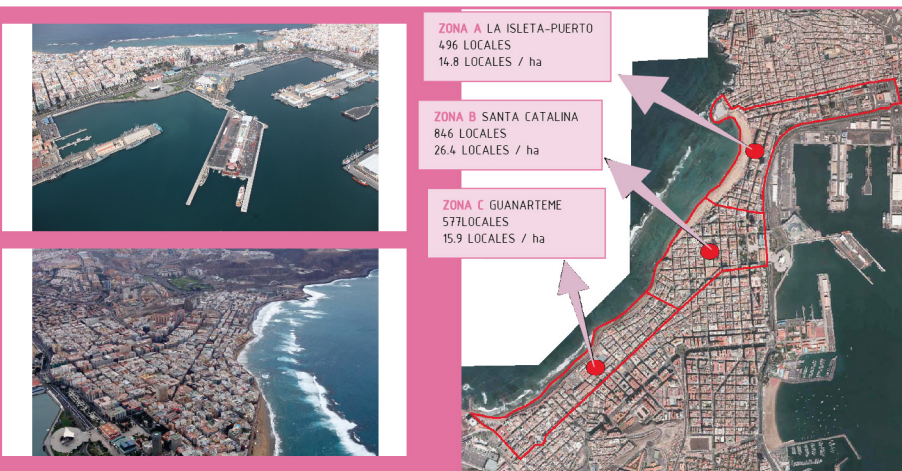 ZONA A LA ISLETA-PUERTO
496 LOCALES
14.8 LOCALES / ha
ZONA B SANTA CATALINA
846 LOCALES
26.4 LOCALES / ha
ZONA C GUANARTEME
577LOCALES
15.9 LOCALES / ha